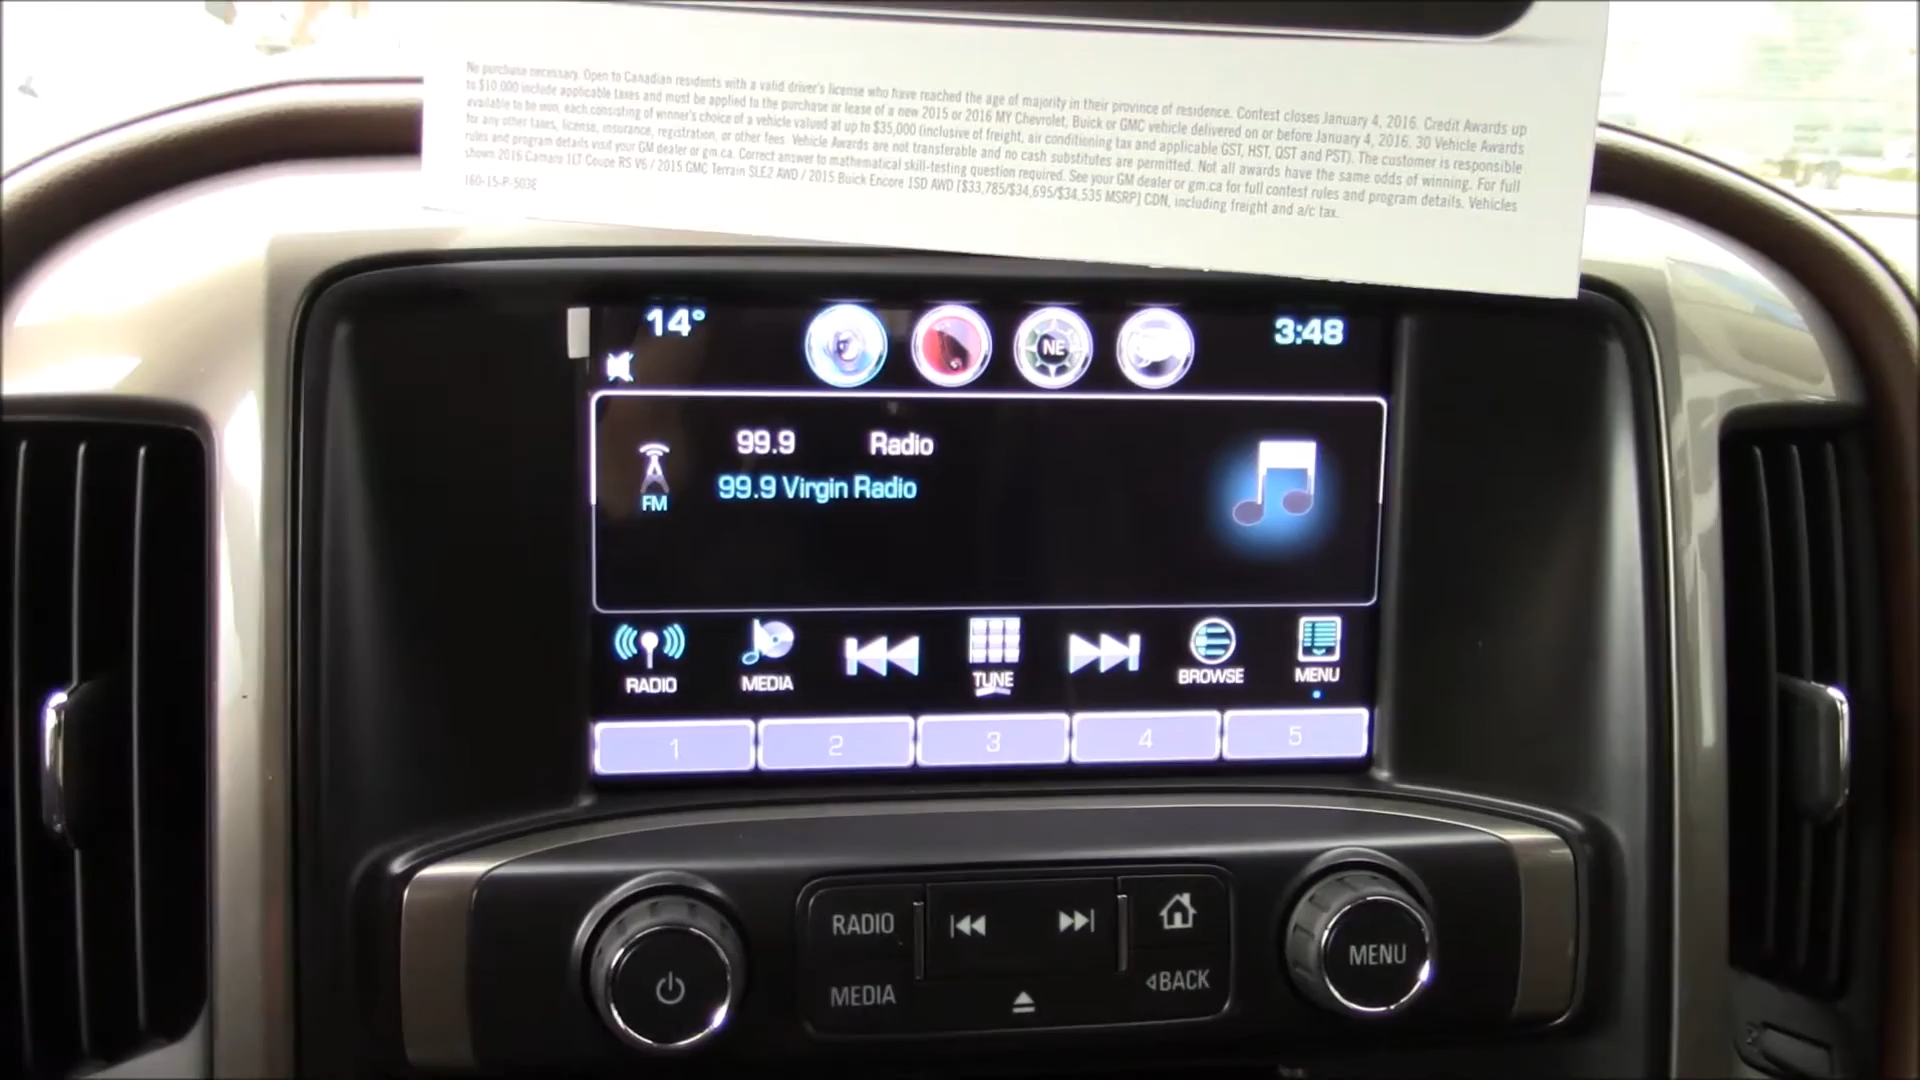 No purchase necessary. Open to Canadian residents with a valid driver's license who have reached the age of majority in their province of residence. Contest closes January 4, 2016. Credit Awards up
to $10,000 include applicable taxes and must be applied to the purchase or lease of a new 2015 or 2016 MY Chevrolet, Buick or GMC vehicle delivered on or before January 4, 2016. 30 Vehicle Awards
available to be won, each consisting of winner's choice of a vehicle valued at up to $35,000 (inclusive of freight, air conditioning tax and applicable GST, HST, QST and PST). The customer is responsible
for any other taxes, license, insurance, registration, or other fees. Vehicle Awards are not transferable and no cash substitutes are permitted. Not all awards have the same odds of winning. For full
rules and program details visit your GM dealer or gm.ca. Correct answer to mathematical skill-testing question required. See your GM dealer or gm.ca for full contest rules and program details. Vehicles
shown 2016 Camaro 1LT Coupe RS V6 / 2015 GMC Terrain SLE2 AWD / 2015 Buick Encore 1SD AWD [$33,785/$34,695/$34,535 MSRP] CDN, including freight and a/c tax.
160-15-P-503E
14° NE 3:48
99.9 Radio
FM 99.9 Virgin Radio
RADIO MEDIA TUNE BROWSE MENU
1 2 3 4 5
RADIO
MENU
MEDIA BACK